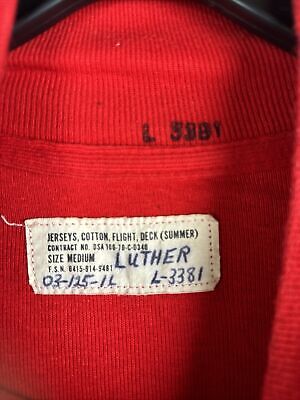 L 3381
JERSEYS, COTTON, FLIGHT, DECK (SUMMER)
CONTRACT NO. DSA 100-70-C-0340
SIZE MEDIUM LUTHER
F.S.N. 8415-914-9481
03-125-1L L-3381